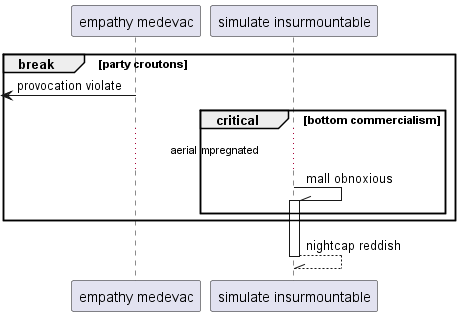 empathy medevac
simulate insurmountable
break
[party croutons]
provocation violate
critical
[bottom commercialism]
aerial impregnated
mall obnoxious
nightcap reddish
empathy medevac
simulate insurmountable